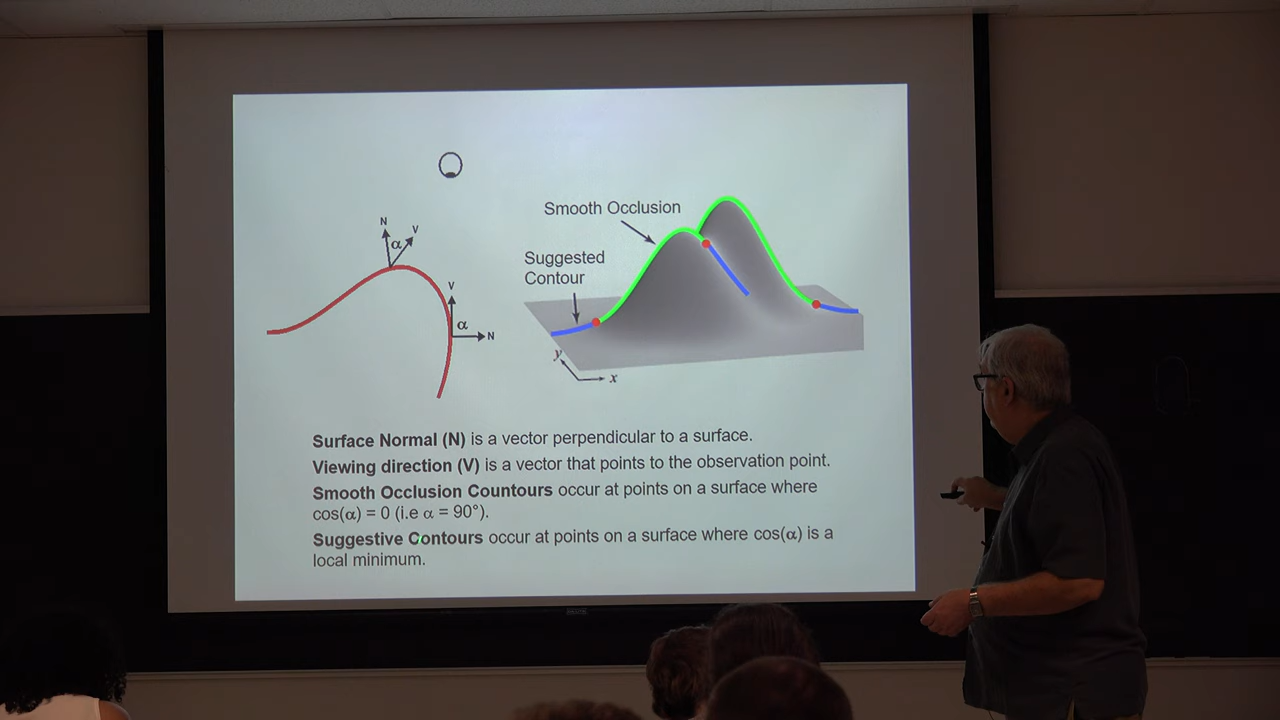 N
V
α
V
α
N
Smooth Occlusion
Suggested
Contour
y
x
Surface Normal (N) is a vector perpendicular to a surface.
Viewing direction (V) is a vector that points to the observation point.
Smooth Occlusion Countours occur at points on a surface where
cos(α) = 0 (i.e α = 90°).
Suggestive Contours occur at points on a surface where cos(α) is a
local minimum.